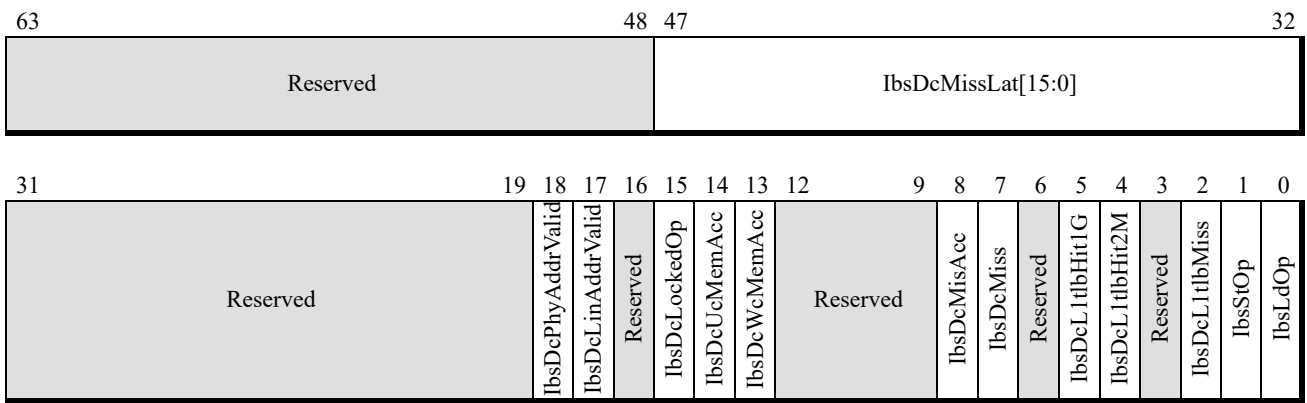 63 48 47 32
Reserved IbsDcMissLat[15:0]
31 19 18 17 16 15 14 13 12 9 8 7 6 5 4 3 2 1 0
Reserved
IbsDcPhyAddrValid
IbsDcLinAddrValid
Reserved
IbsDcLockedOp
IbsDcUcMemAcc
IbsDcWcMemAcc
Reserved
IbsDcMisAcc
IbsDcMiss
Reserved
IbsDcL1tlbHit1G
IbsDcL1tlbHit2M
Reserved
IbsDcL1tlbMiss
IbsStOp
IbsLdOp